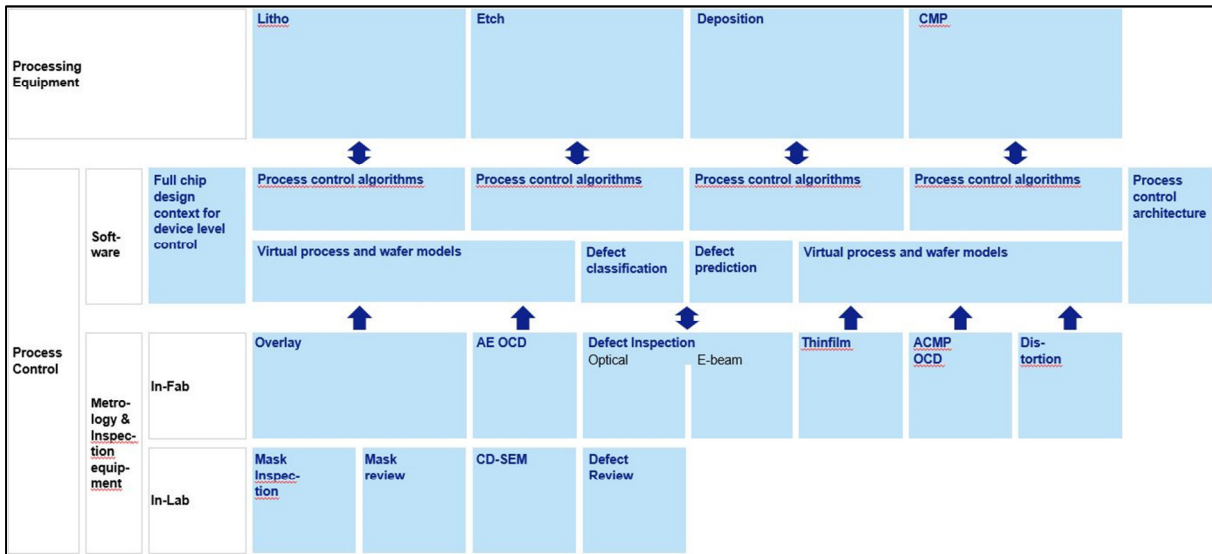 Litho
Etch
Deposition
CMP
Processing
Equipment
Full chip
design
context for
device level
control
Process control algorithms
Process control algorithms
Process control algorithms
Process control algorithms
Process
control
architecture
Soft-
ware
Virtual process and wafer models
Defect
classification
Defect
prediction
Virtual process and wafer models
Process
Control
Metro-
logy &
Inspec-
tion
equip-
ment
In-Fab
Overlay
AE OCD
Defect Inspection
Optical
E-beam
Thinfilm
ACMP
OCD
Dis-
tortion
In-Lab
Mask
Inspec-
tion
Mask
review
CD-SEM
Defect
Review